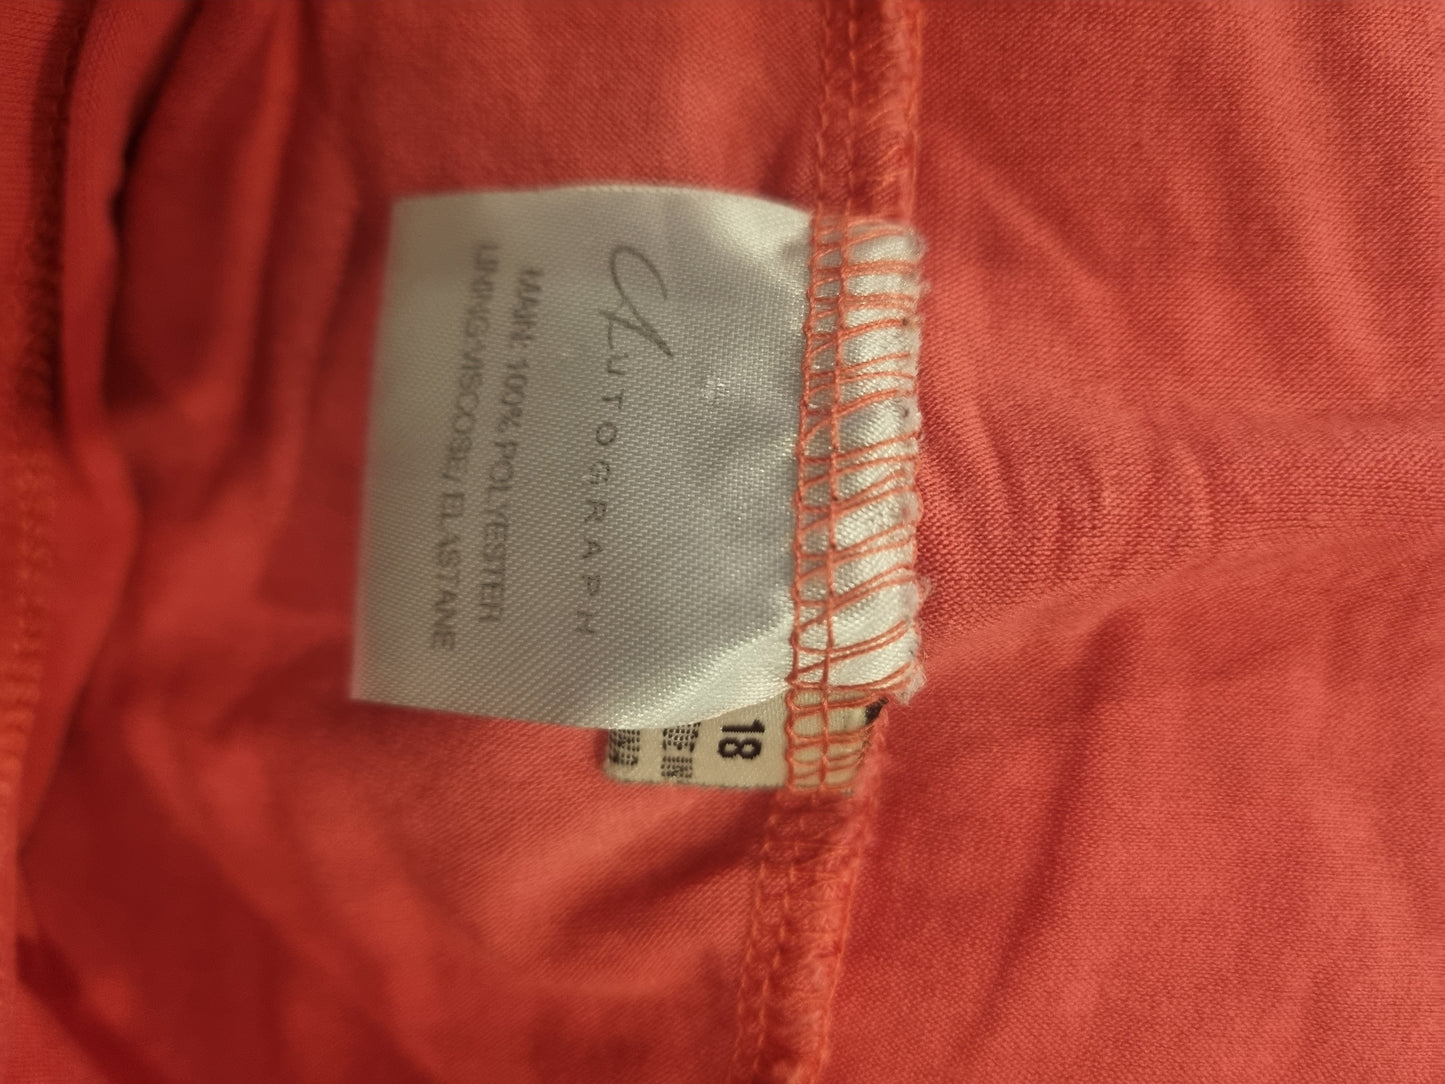 AUTOGRAPH
MAIN: 100% POLYESTER
LINING:VISCOSE/ELASTANE
18